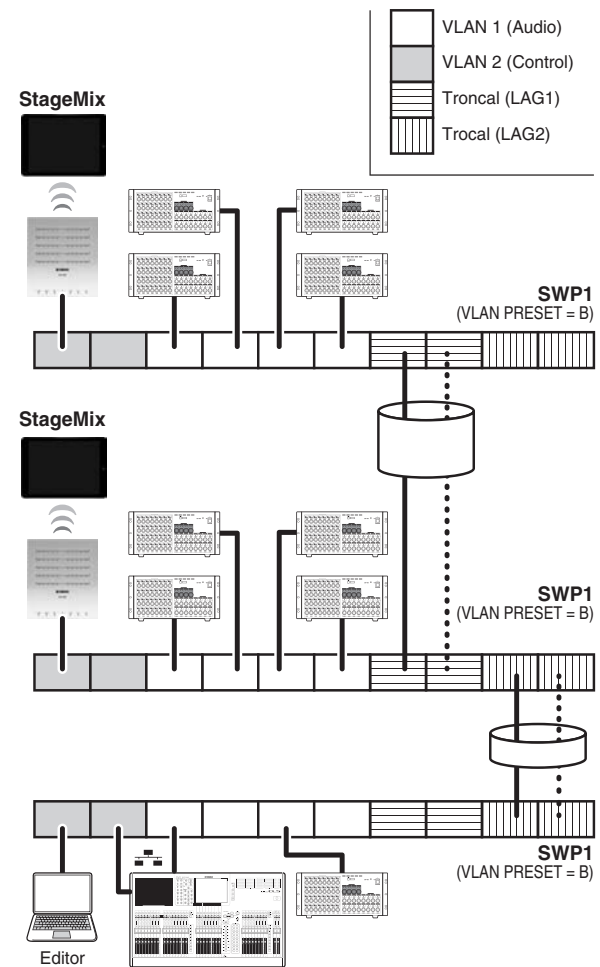 VLAN 1 (Audio)
VLAN 2 (Control)
Troncal (LAG1)
Trocal (LAG2)
StageMix
SWP1
(VLAN PRESET = B)
StageMix
SWP1
(VLAN PRESET = B)
SWP1
(VLAN PRESET = B)
Editor